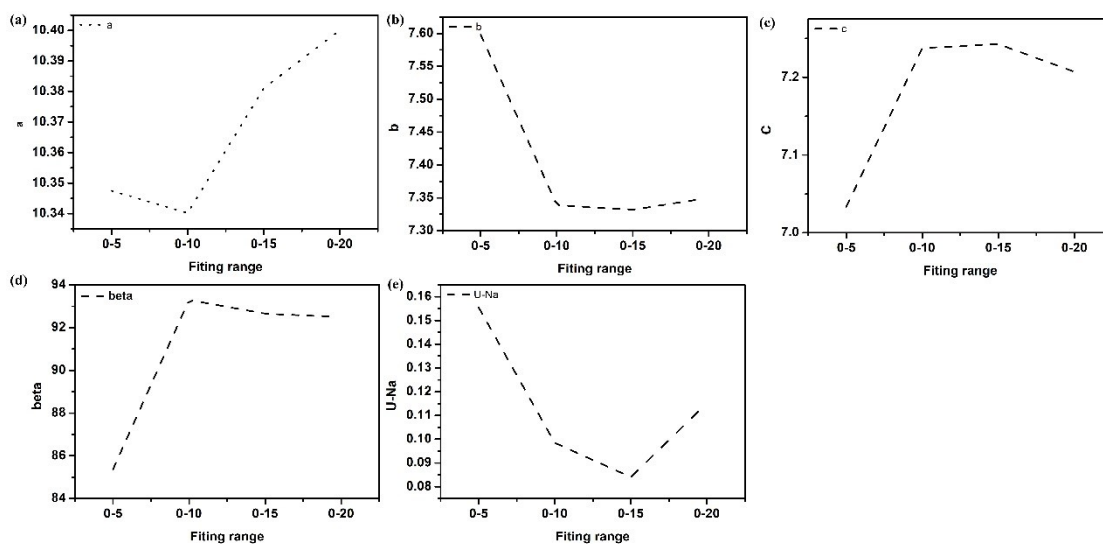 (a)
a
10.40
10.39
10.38
10.37
10.36
10.35
10.34
a
0-5
0-10
0-15
0-20
Fiting range
(b)
b
7.60
7.55
7.50
7.45
7.40
7.35
7.30
b
0-5
0-10
0-15
0-20
Fiting range
(c)
c
7.2
7.1
7.0
C
0-5
0-10
0-15
0-20
Fiting range
(d)
beta
94
92
90
88
86
84
beta
0-5
0-10
0-15
0-20
Fiting range
(e)
U-Na
0.16
0.15
0.14
0.13
0.12
0.11
0.10
0.09
0.08
U-Na
0-5
0-10
0-15
0-20
Fiting range